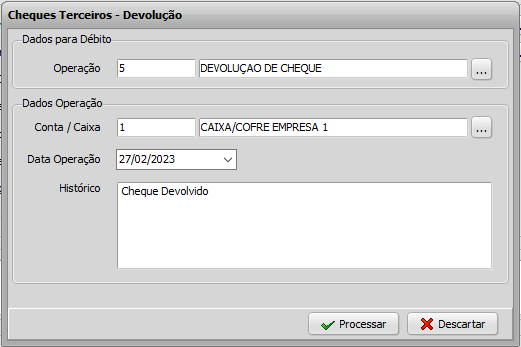 Cheques Terceiros - Devolução
Dados para Débito
Operação 5 DEVOLUÇAO DE CHEQUE ...
Dados Operação
Conta / Caixa 1 CAIXA/COFRE EMPRESA 1 ...
Data Operação 27/02/2023
Histórico Cheque Devolvido
Processar Descartar